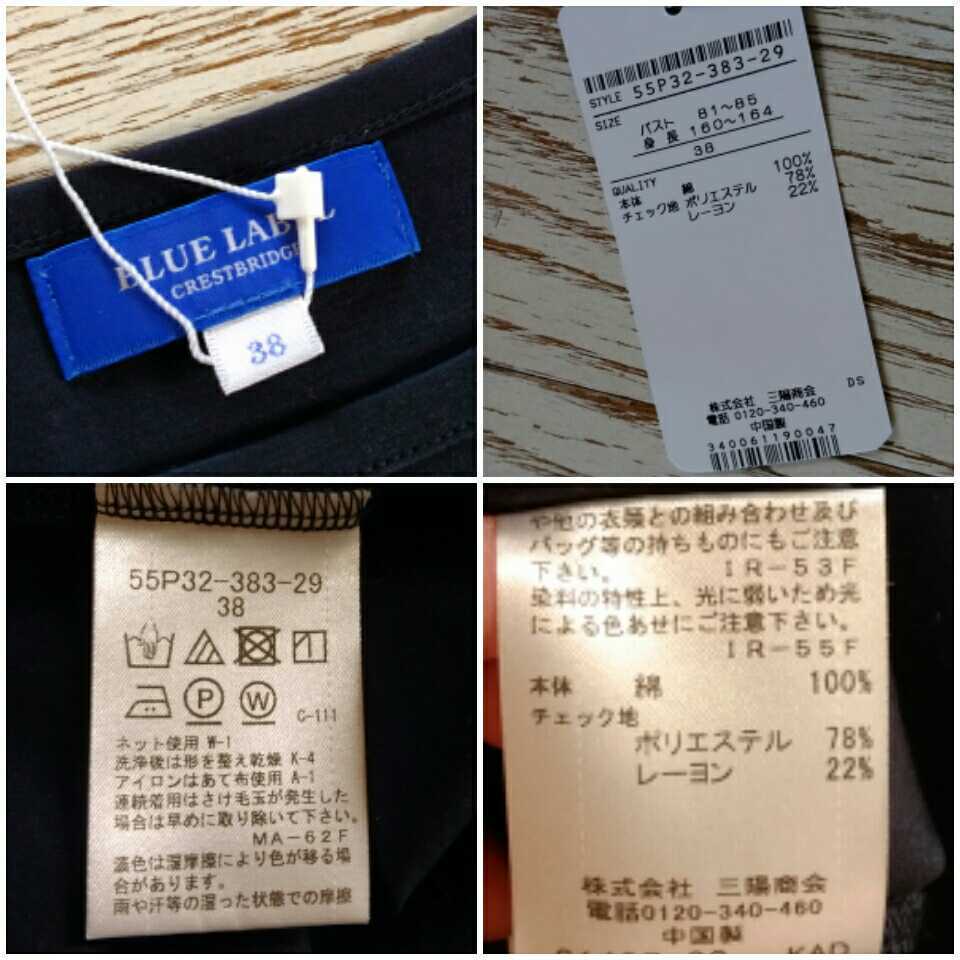 BLUE LABEL
CRESTBRIDGE
38
STYLE 55P32-383-29
SIZE バスト 81~85
身長 160~164
38
QUALITY 綿 100%
本体 ポリエステル 78%
チェック地 レーヨン 22%
DS
株式会社 三陽商会
電話 0120-340-460
中国製
340061190047
55P32-383-29
38
C-111
ネット使用 W-1
洗浄後は形を整え乾燥 K-4
アイロンはあて布使用 A-1
連続着用はさけ毛玉が発生した
場合は早めに取り除いて下さい。
MA-62F
濃色は湿摩擦により色が移る場
合があります。
雨や汗等の湿った状態での摩擦
や他の衣類との組み合わせ及び
バッグ等の持ちものにもご注意
下さい。 IR-53F
染料の特性上、光に弱いため光
による色あせにご注意下さい。
IR-55F
本体 綿 100%
チェック地
ポリエステル 78%
レーヨン 22%
株式会社 三陽商会
電話0120-340-460
中国製